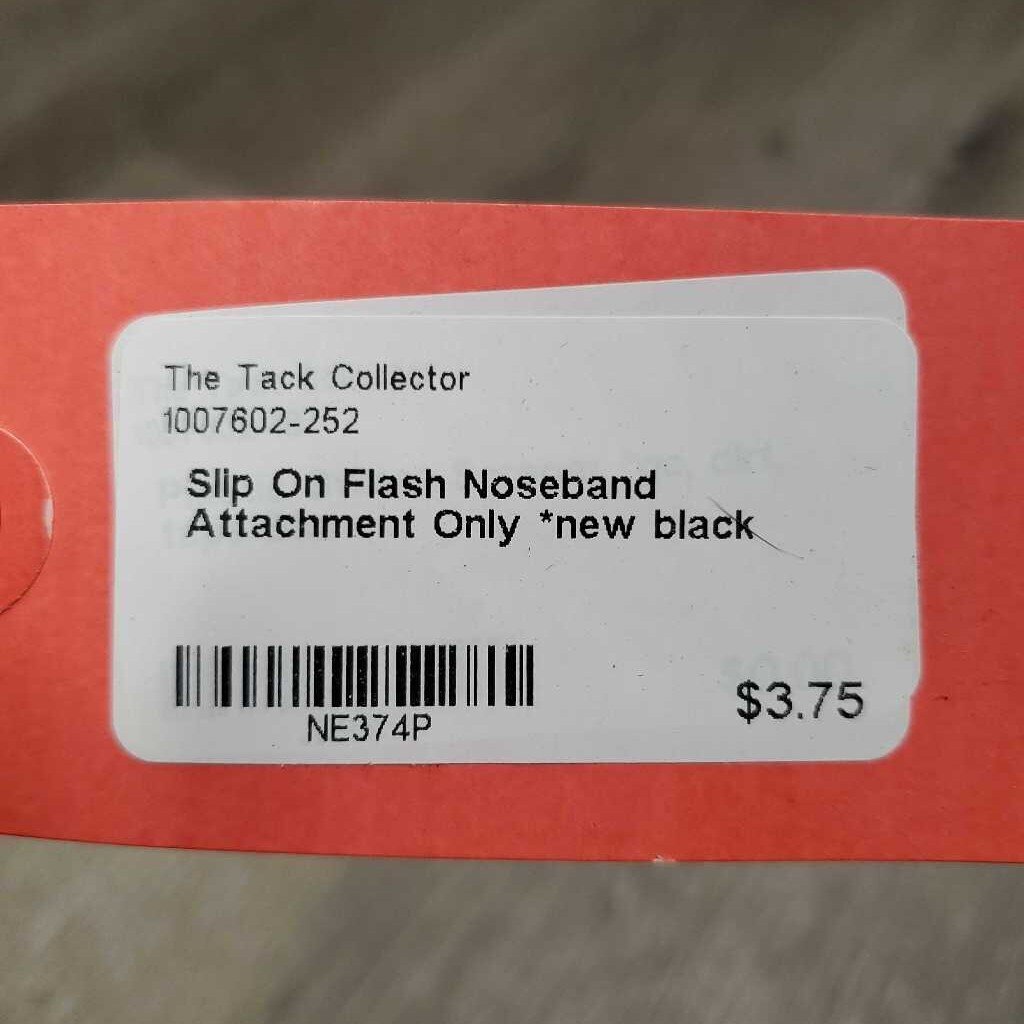 The Tack Collector
1007602-252
Slip On Flash Noseband
Attachment Only *new black
NE374P
$3.75